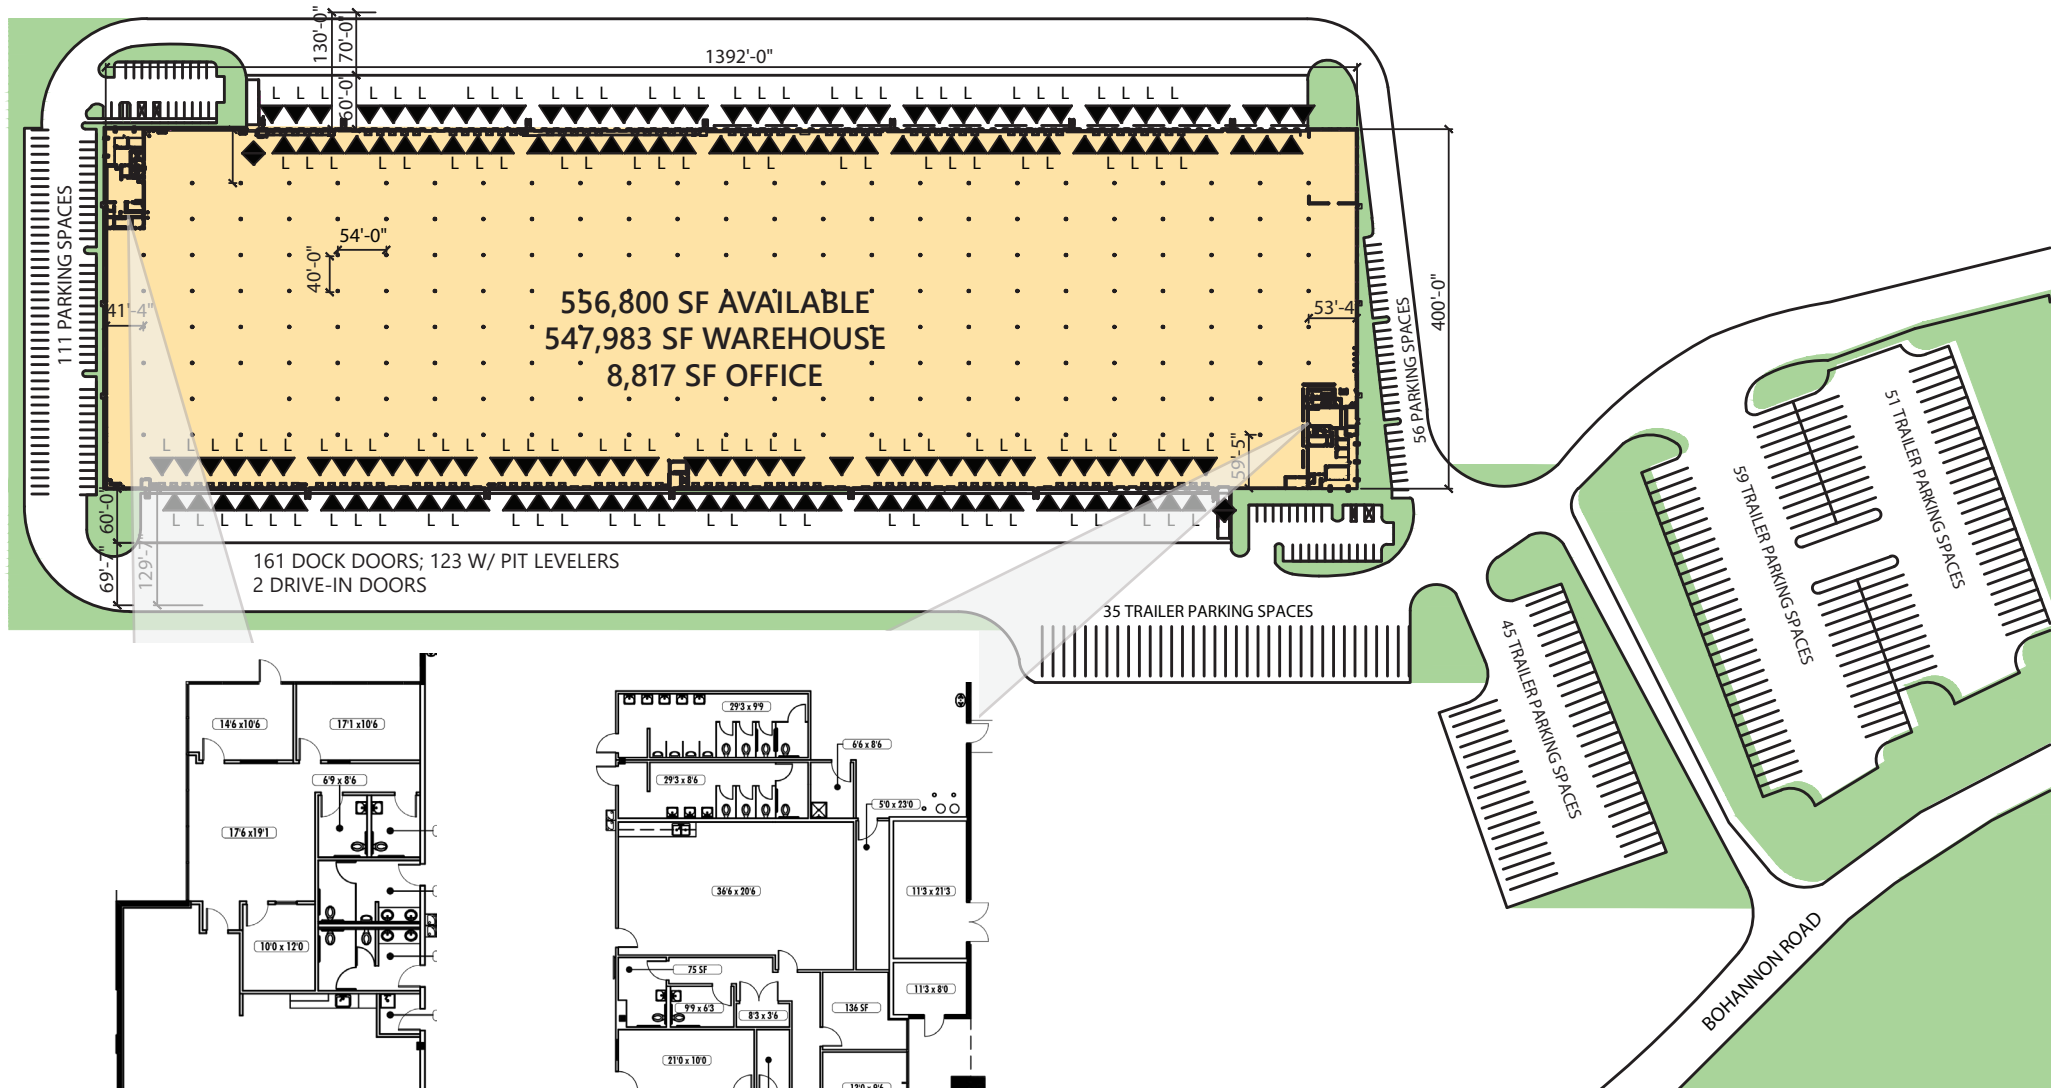 130'-0"
70'-0"
60'-0"
1392'-0"
L L L L L L L L L L L L L L L L L L L L L L L L L L L L L L
L L L L L L L L L L L L L L L L L L L L L L L L L
111 PARKING SPACES
54'-0"
40'-0"
41'-4"
53'-4"
400'-0"
56 PARKING SPACES
556,800 SF AVAILABLE
547,983 SF WAREHOUSE
8,817 SF OFFICE
59'-5"
L L L L L L L L L L L L L L L L L L L L L L L L L L L L L L L L
L L L L L L L L L L L L L L L L L L L L L L L L L L L L L L L L
60'-0"
69'-7"
129'-7"
161 DOCK DOORS; 123 W/ PIT LEVELERS
2 DRIVE-IN DOORS
35 TRAILER PARKING SPACES
45 TRAILER PARKING SPACES
59 TRAILER PARKING SPACES
51 TRAILER PARKING SPACES
BOHANNON ROAD
14'6 x10'6
17'1 x10'6
6'9 x 8'6
17'6 x19'1
10'0 x 12'0
29'3 x 9'9
6'6 x 8'6
29'3 x 8'6
5'0 x 23'0
36'6 x 20'6
11'3 x 21'3
75 SF
9'9 x 6'3
8'3 x 3'6
136 SF
11'3 x 8'0
21'0 x 10'0